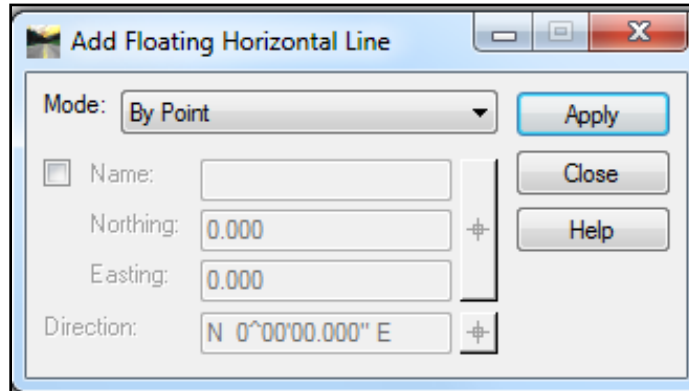 Add Floating Horizontal Line
Mode: By Point
Apply
Name:
Close
Northing: 0.000
Help
Easting: 0.000
Direction: N 0^00'00.000" E